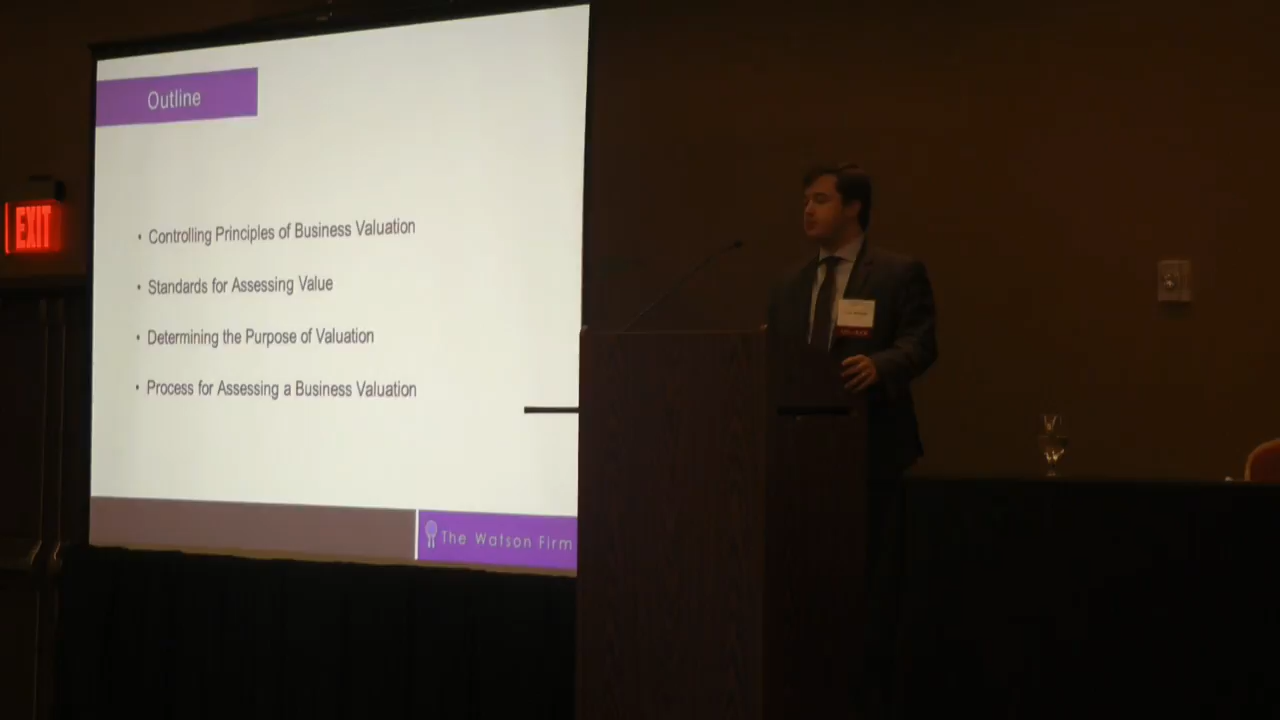 Outline
EXIT
• Controlling Principles of Business Valuation
• Standards for Assessing Value
• Determining the Purpose of Valuation
• Process for Assessing a Business Valuation
The Watson Firm